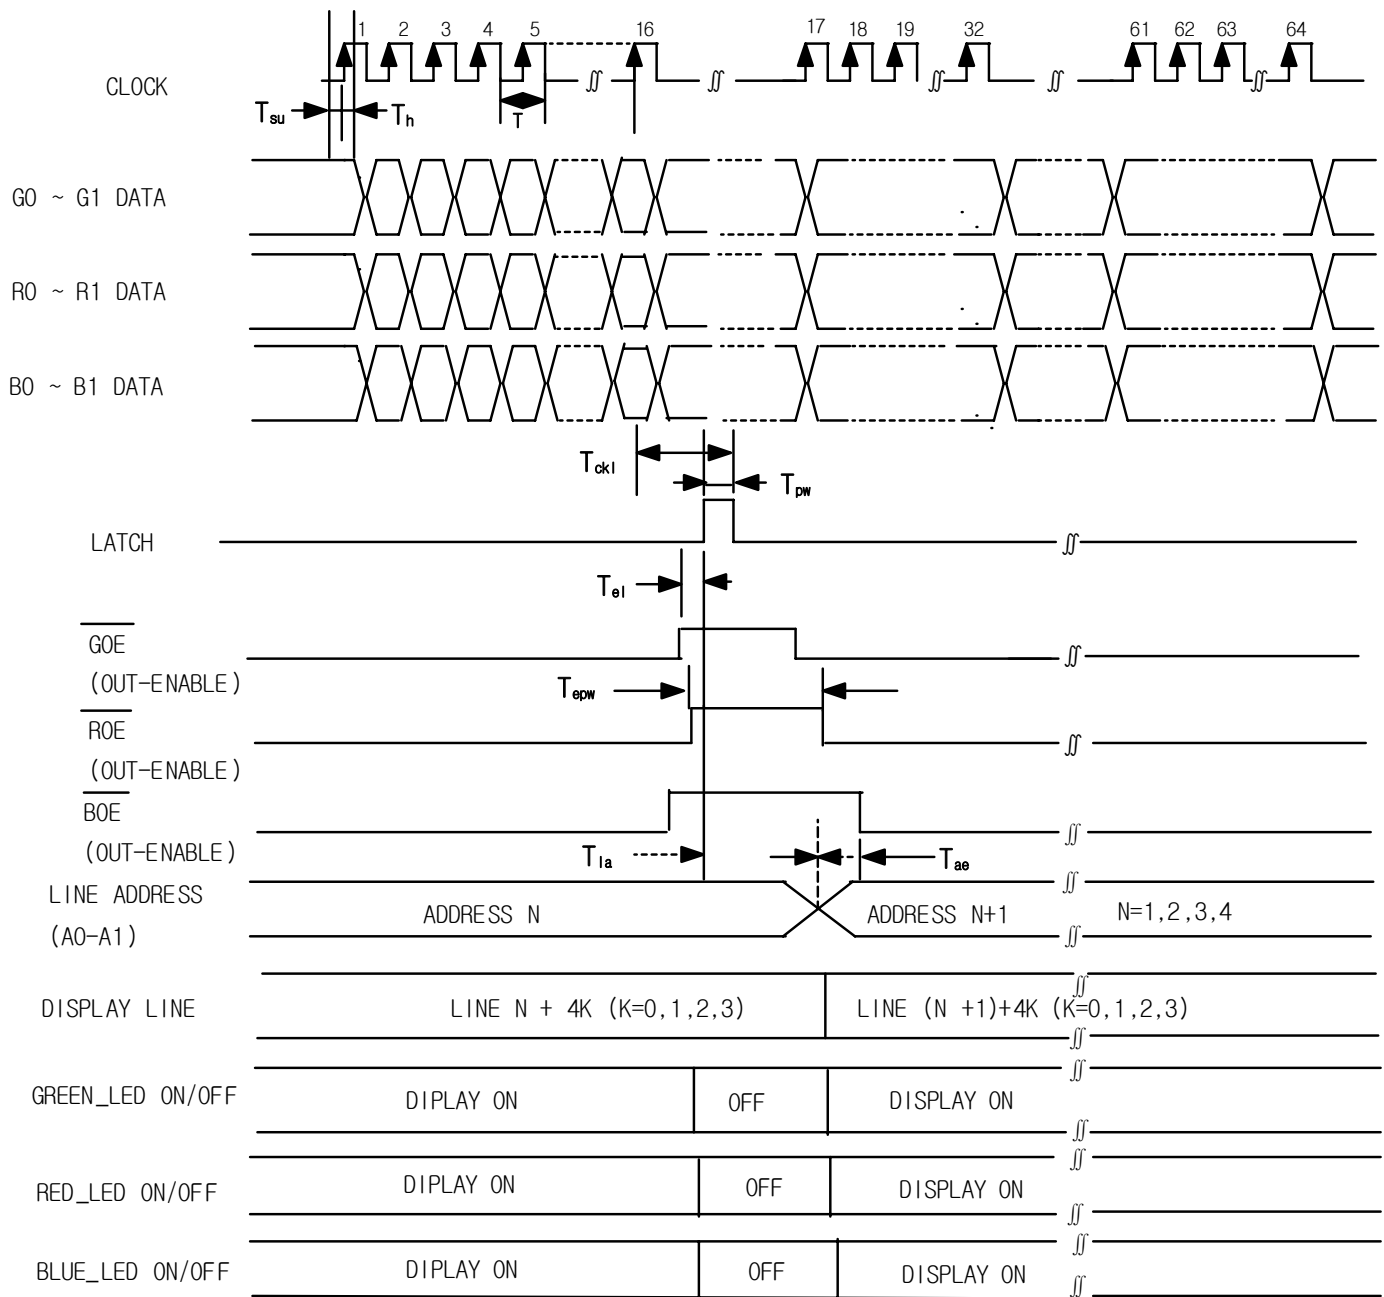 1 2 3 4 5 16 17 18 19 32 61 62 63 64
CLOCK
Tsu Th T
G0 ~ G1 DATA
R0 ~ R1 DATA
B0 ~ B1 DATA
Tckl
Tpw
LATCH
Tel
GOE
(OUT-ENABLE)
Tepw
ROE
(OUT-ENABLE)
BOE
(OUT-ENABLE)
Tla
Tae
LINE ADDRESS
(A0-A1)
ADDRESS N
ADDRESS N+1
N=1,2,3,4
DISPLAY LINE
LINE N + 4K (K=0,1,2,3)
LINE (N +1)+4K (K=0,1,2,3)
GREEN_LED ON/OFF
DIPLAY ON
OFF
DISPLAY ON
RED_LED ON/OFF
DIPLAY ON
OFF
DISPLAY ON
BLUE_LED ON/OFF
DIPLAY ON
OFF
DISPLAY ON